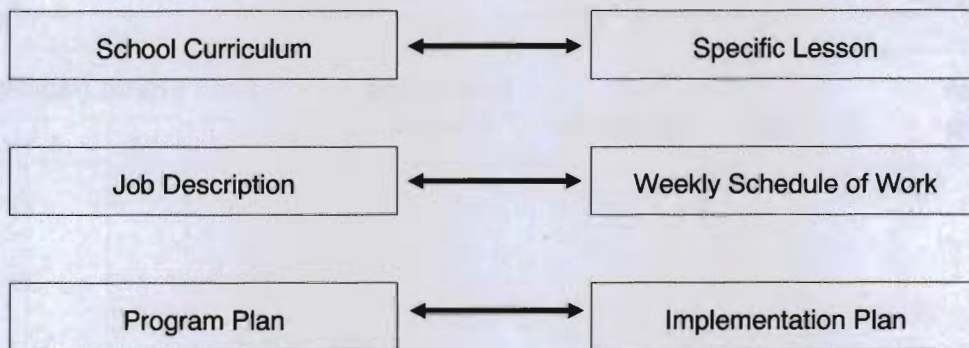 School Curriculum
Specific Lesson
Job Description
Weekly Schedule of Work
Program Plan
Implementation Plan